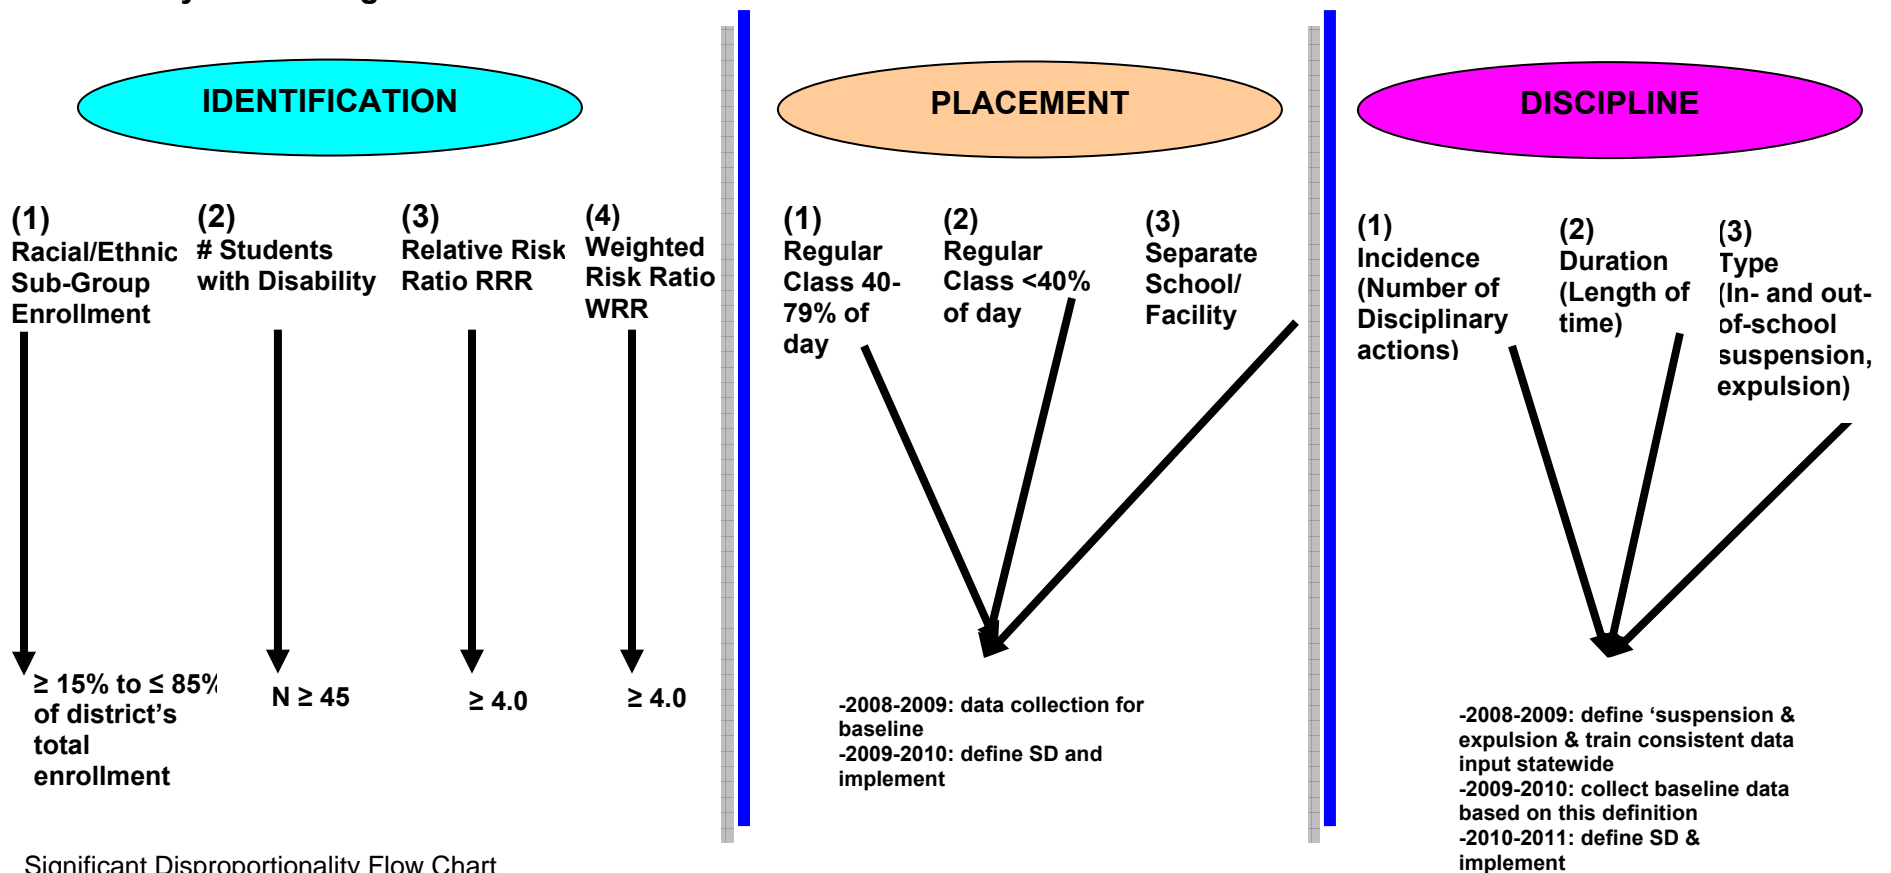 IDENTIFICATION
(1)
Racial/Ethnic
Sub-Group
Enrollment
(2)
# Students
with Disability
(3)
Relative Risk
Ratio RRR
(4)
Weighted
Risk Ratio
WRR
≥ 15% to ≤ 85%
of district’s
total
enrollment
N ≥ 45
≥ 4.0
≥ 4.0
PLACEMENT
(1)
Regular
Class 40-
79% of
day
(2)
Regular
Class <40%
of day
(3)
Separate
School/
Facility
-2008-2009: data collection for
baseline
-2009-2010: define SD and
implement
DISCIPLINE
(1)
Incidence
(Number of
Disciplinary
actions)
(2)
Duration
(Length of
time)
(3)
Type
(In- and out-
of-school
suspension,
expulsion)
-2008-2009: define ‘suspension &
expulsion & train consistent data
input statewide
-2009-2010: collect baseline data
based on this definition
-2010-2011: define SD &
implement
Significant Disproportionality Flow Chart